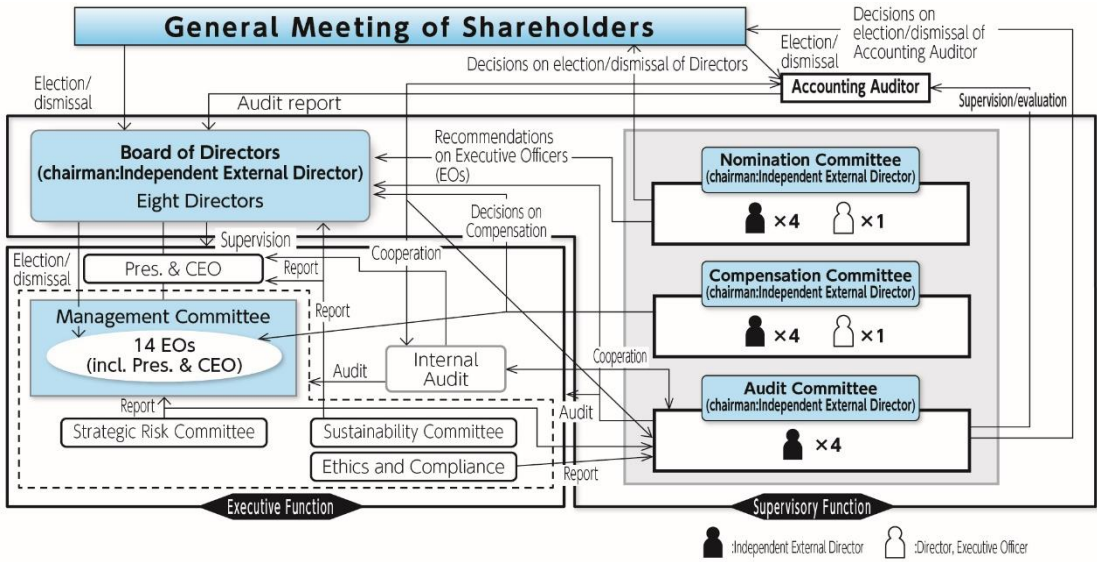 General Meeting of Shareholders
Decisions on
election/dismissal of
Accounting Auditor
Election/
dismissal
Decisions on election/dismissal of Directors
Election/
dismissal
Accounting Auditor
Audit report
Supervision/evaluation
Board of Directors
(chairman:Independent External Director)
Eight Directors
Recommendations
on Executive Officers
(EOs)
Nomination Committee
(chairman:Independent External Director)
×4
×1
Decisions on
Compensation
Supervision
Cooperation
Election/
dismissal
Pres. & CEO
Report
Compensation Committee
(chairman:Independent External Director)
×4
×1
Report
Management Committee
14 EOs
(incl. Pres. & CEO)
Internal
Audit
Audit
Cooperation
Audit Committee
(chairman:Independent External Director)
×4
Report
Audit
Strategic Risk Committee
Sustainability Committee
Ethics and Compliance
Report
Executive Function
Supervisory Function
:Independent External Director
:Director, Executive Officer